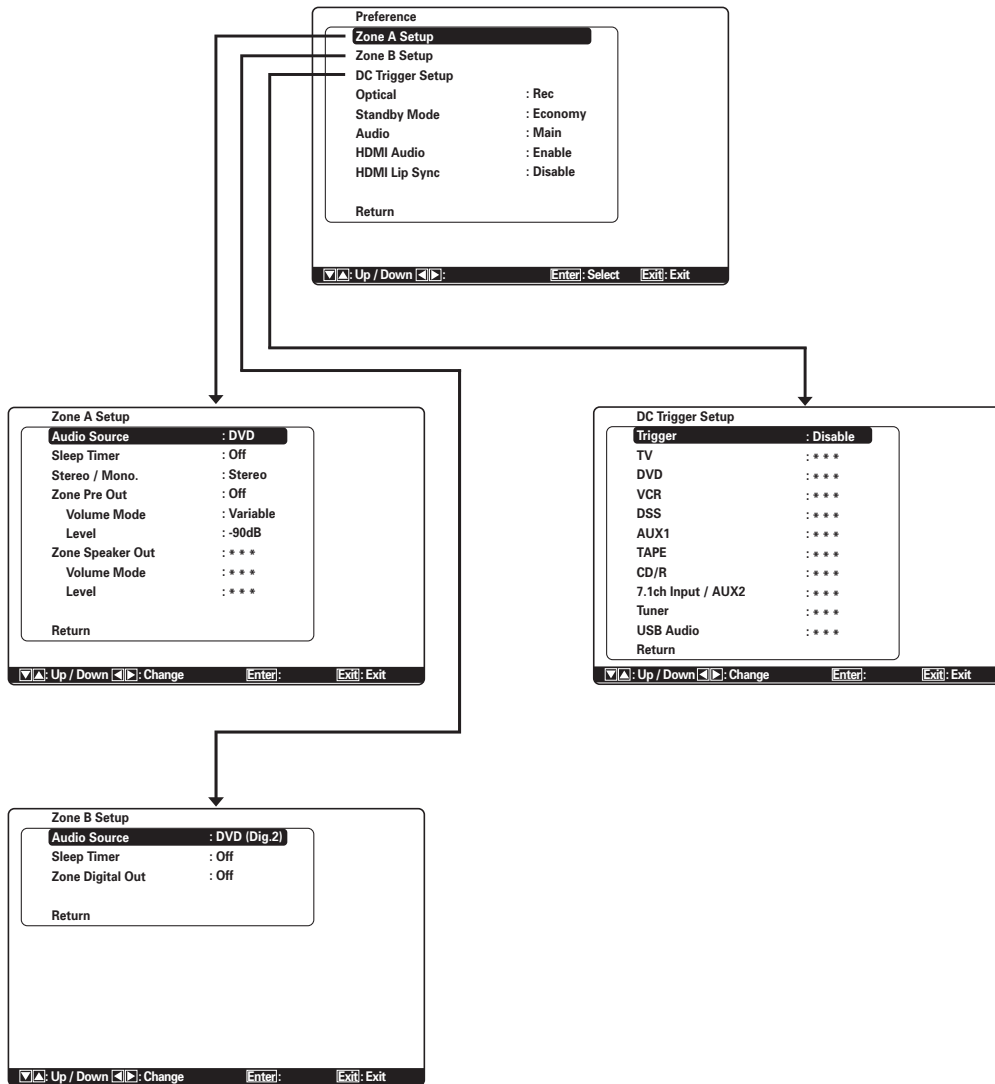 Preference
Zone A Setup
Zone B Setup
DC Trigger Setup
Optical : Rec
Standby Mode : Economy
Audio : Main
HDMI Audio : Enable
HDMI Lip Sync : Disable
Return
▼▲: Up / Down ◀▶: Enter: Select Exit: Exit
Zone A Setup
Audio Source : DVD
Sleep Timer : Off
Stereo / Mono. : Stereo
Zone Pre Out : Off
Volume Mode : Variable
Level : -90dB
Zone Speaker Out : * * *
Volume Mode : * * *
Level : * * *
Return
▼▲: Up / Down ◀▶: Change Enter: Exit: Exit
DC Trigger Setup
Trigger : Disable
TV : * * *
DVD : * * *
VCR : * * *
DSS : * * *
AUX1 : * * *
TAPE : * * *
CD/R : * * *
7.1ch Input / AUX2 : * * *
Tuner : * * *
USB Audio : * * *
Return
▼▲: Up / Down ◀▶: Change Enter: Exit: Exit
Zone B Setup
Audio Source : DVD (Dig.2)
Sleep Timer : Off
Zone Digital Out : Off
Return
▼▲: Up / Down ◀▶: Change Enter: Exit: Exit